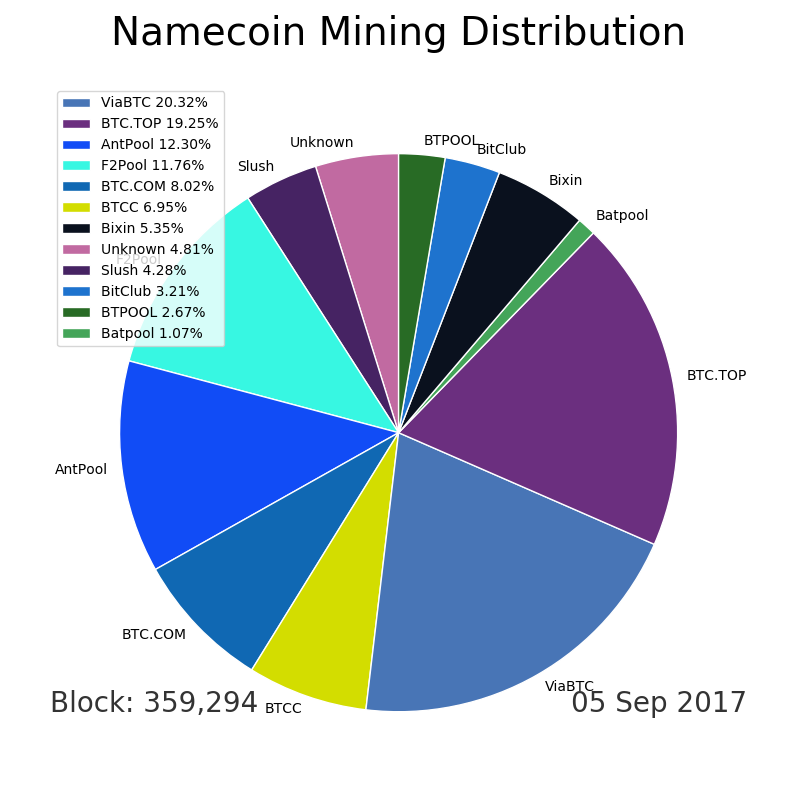 Namecoin Mining Distribution
ViaBTC 20.32%
BTC.TOP 19.25%
AntPool 12.30%
F2Pool 11.76%
BTC.COM 8.02%
BTCC 6.95%
Bixin 5.35%
Unknown 4.81%
Slush 4.28%
BitClub 3.21%
BTPOOL 2.67%
Batpool 1.07%
Unknown
BTPOOL
BitClub
Slush
Bixin
Batpool
F2Pool
BTC.TOP
AntPool
BTC.COM
ViaBTC
BTCC
Block: 359,294
05 Sep 2017